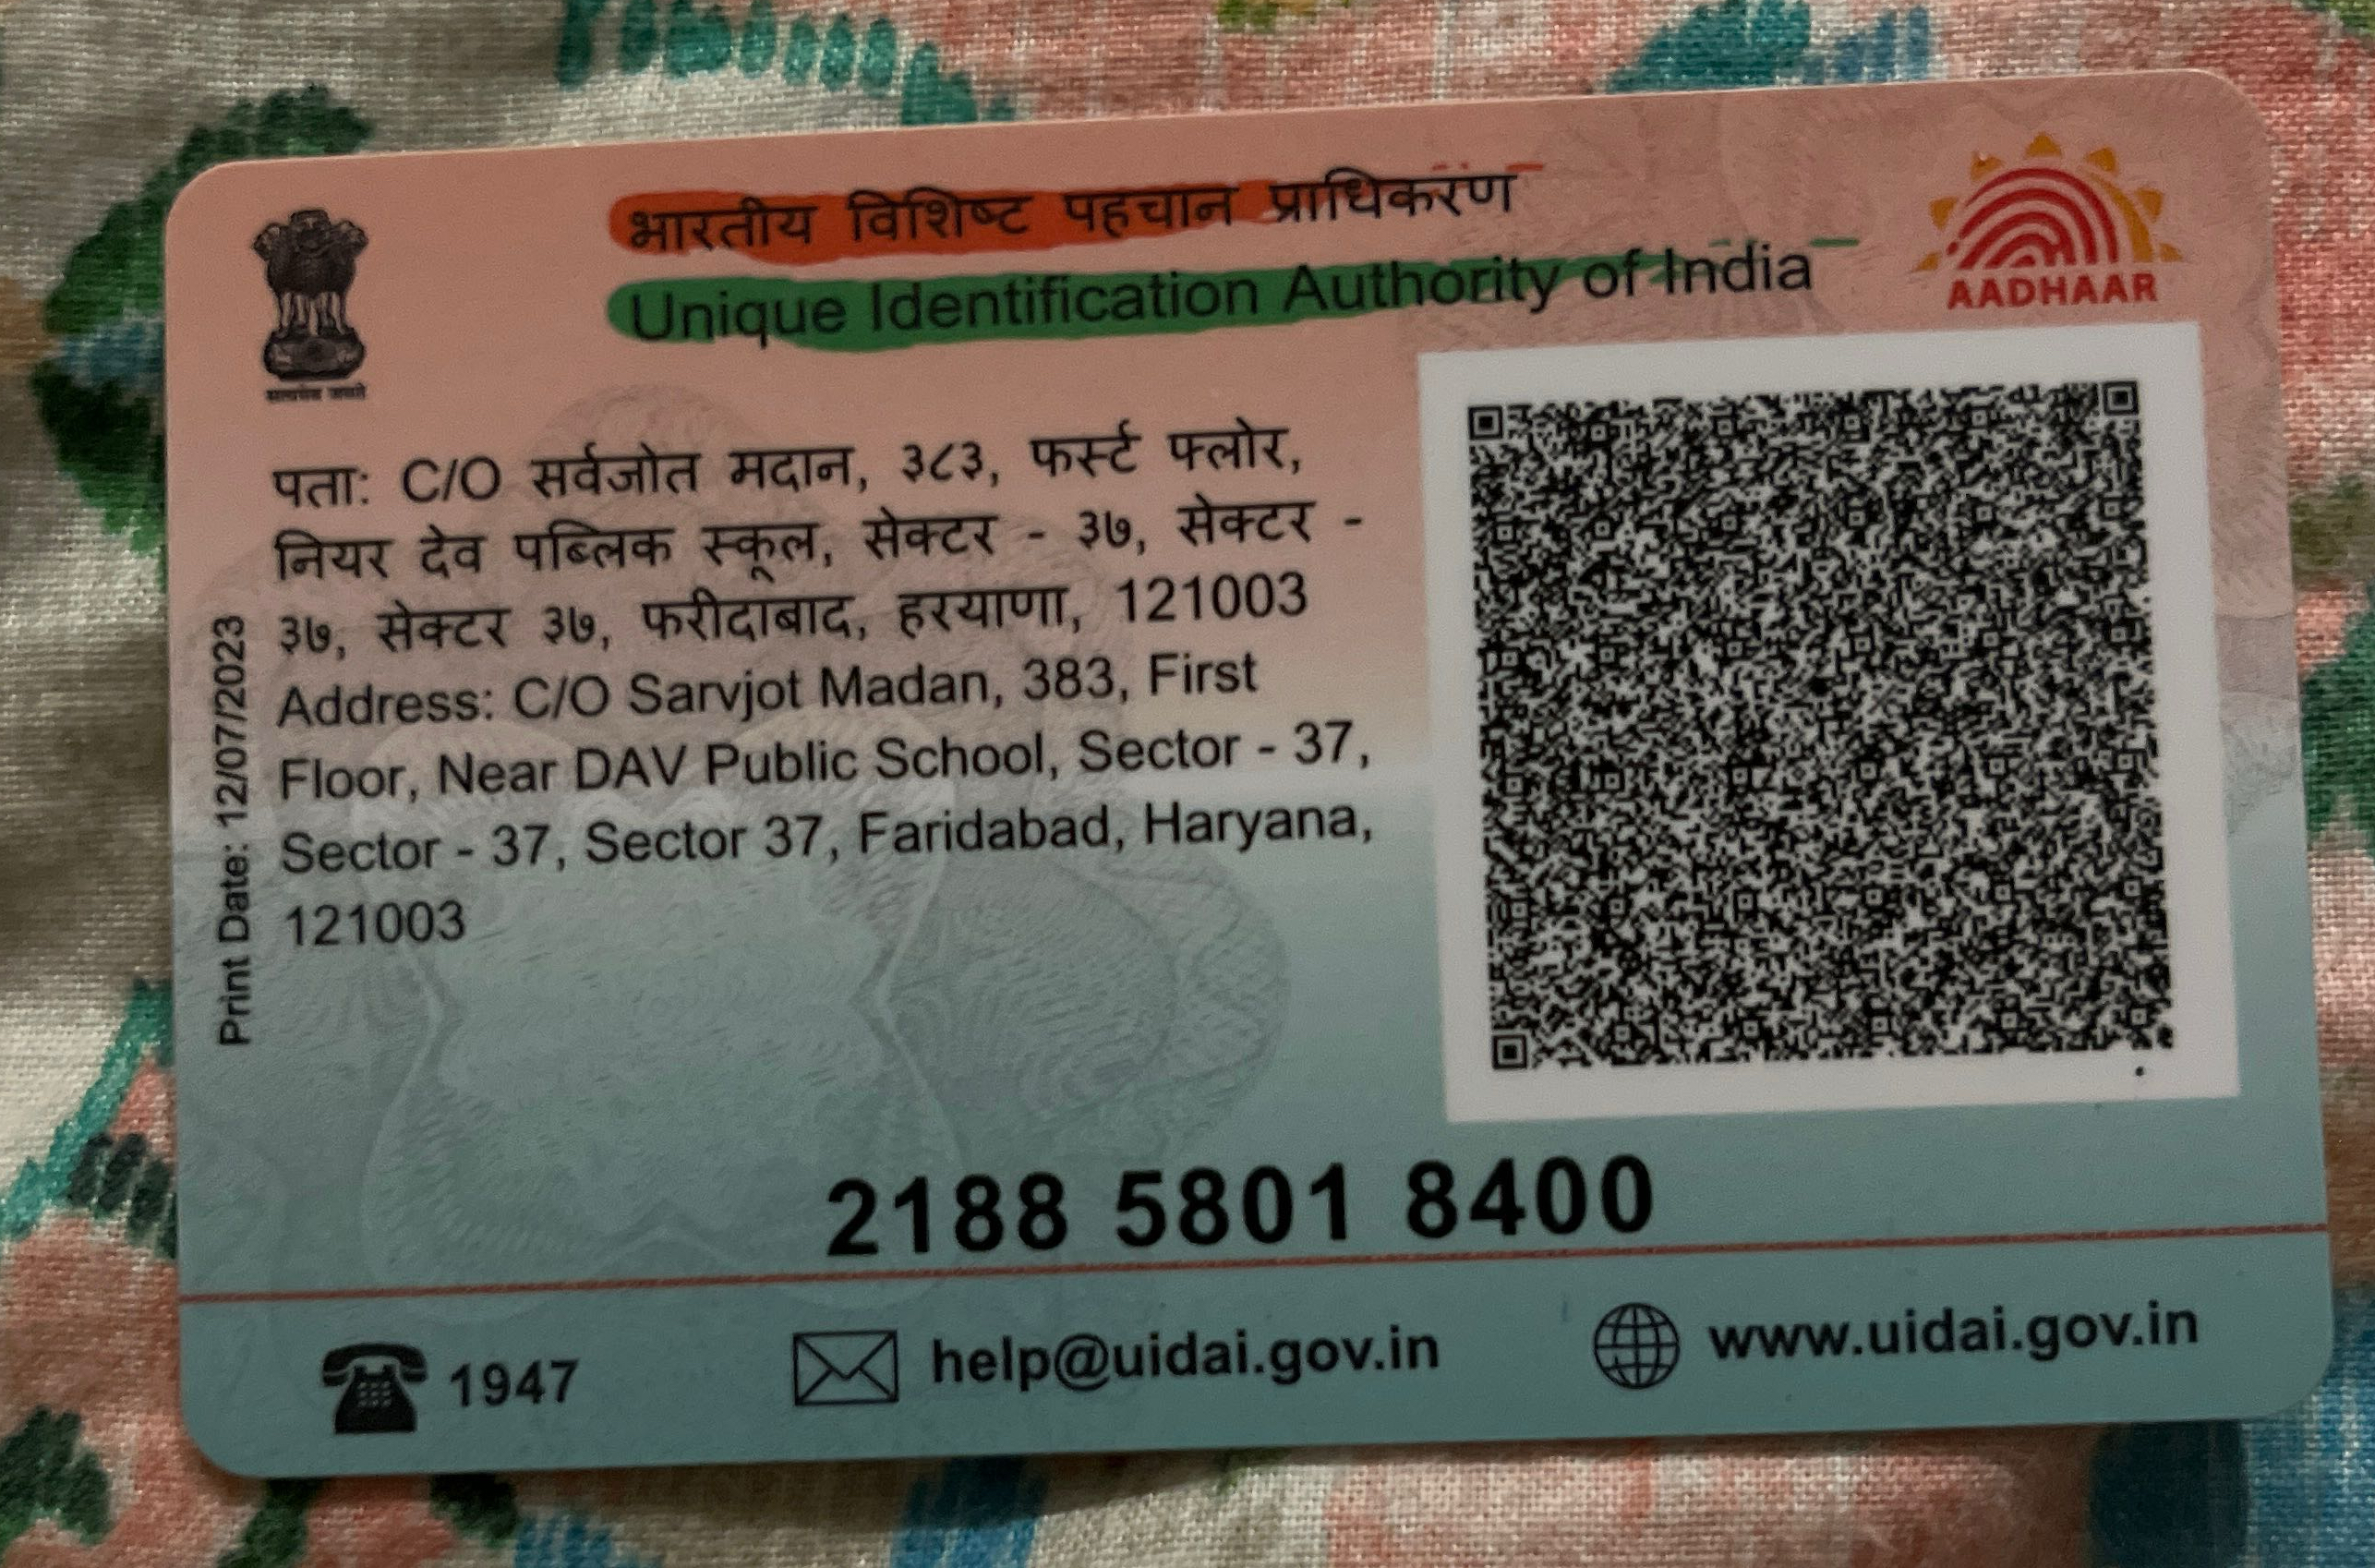 भारतीय विशिष्ट पहचान प्राधिकरण
Unique Identification Authority of India
AADHAAR
सत्यमेव जयते
पता: C/O सर्वजोत मदान, ३८३, फर्स्ट फ्लोर,
नियर देव पब्लिक स्कूल, सेक्टर - ३७, सेक्टर -
३७, सेक्टर ३७, फरीदाबाद, हरयाणा, 121003
Address: C/O Sarvjot Madan, 383, First
Floor, Near DAV Public School, Sector - 37,
Sector - 37, Sector 37, Faridabad, Haryana,
121003
Print Date: 12/07/2023
2188 5801 8400
1947
help@uidai.gov.in
www.uidai.gov.in